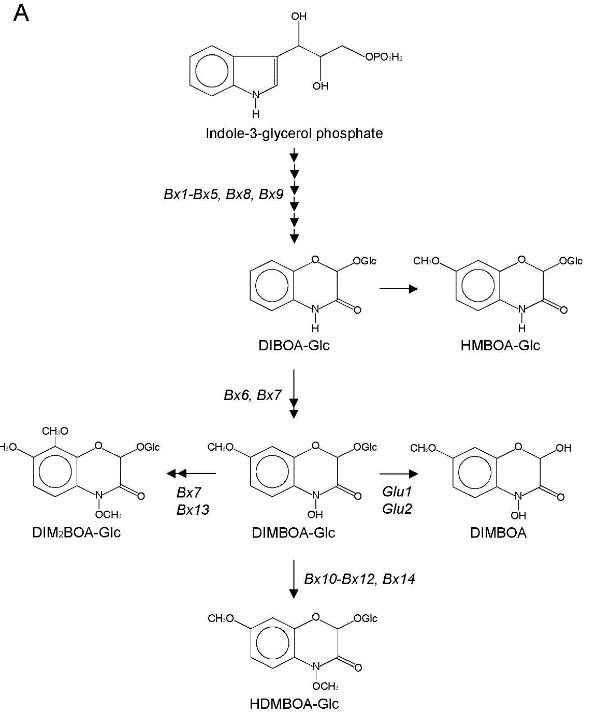 A
OH
OPO3H2
OH
N
H
Indole-3-glycerol phosphate
Bx1-Bx5, Bx8, Bx9
O OGlc
N O
H
DIBOA-Glc
CH3O O OGlc
N O
H
HMBOA-Glc
Bx6, Bx7
CH3O
H3O O OGlc
N O
OCH3
DIM2BOA-Glc
Bx7
Bx13
CH3O O OGlc
N O
OH
DIMBOA-Glc
Glu1
Glu2
CH3O O OH
N O
OH
DIMBOA
Bx10-Bx12, Bx14
CH3O O OGlc
N O
OCH3
HDMBOA-Glc